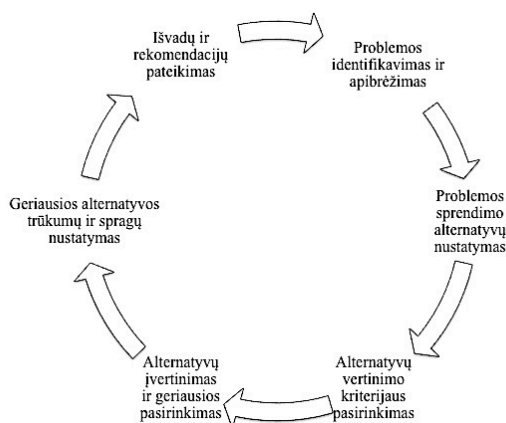 Išvadų ir
rekomendacijų
pateikimas
Problemos
identifikavimas ir
apibrėžimas
Problemos
sprendimo
alternatyvų
nustatymas
Alternatyvų
vertinimo
kriterijaus
pasirinkimas
Alternatyvų
įvertinimas
ir geriausios
pasirinkimas
Geriausios alternatyvos
trūkumų ir spragų
nustatymas